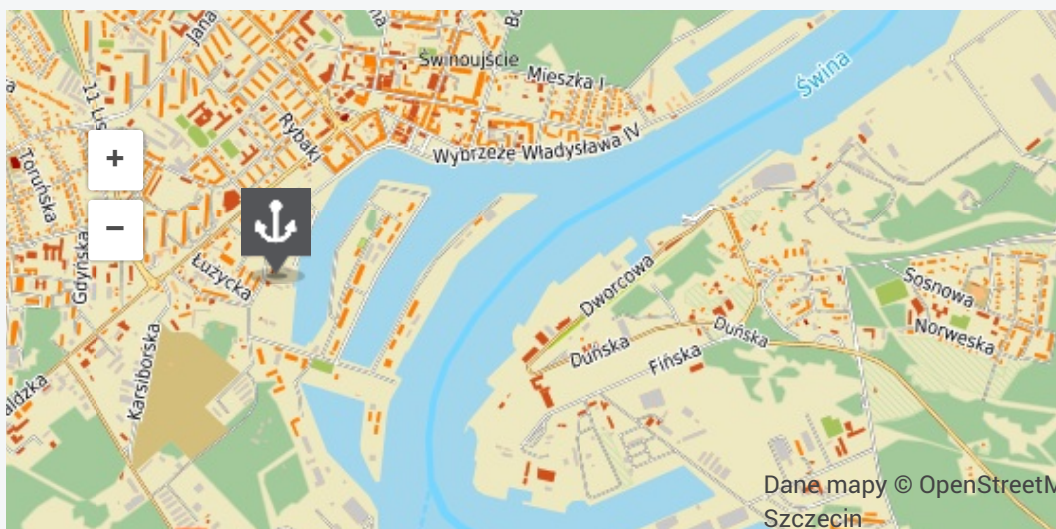 Jana
Świnoujście
Mieszka I
Świna
Rybaki
Wybrzeże Władysława IV
Toruńska
+
−
Gdyńska
Łużycka
Dworcowa
Sosnowa
Norweska
Duńska
Duńska
Fińska
Karsiborska
Dane mapy © OpenStreetM
Szczecin